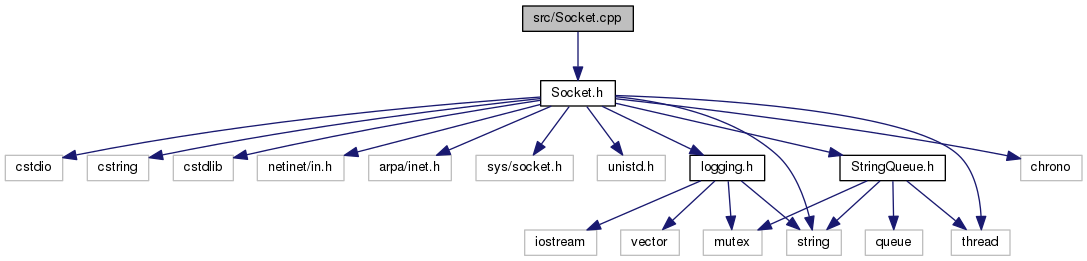 src/Socket.cpp
Socket.h
cstdio
cstring
cstdlib
netinet/in.h
arpa/inet.h
sys/socket.h
unistd.h
logging.h
StringQueue.h
chrono
iostream
vector
mutex
string
queue
thread